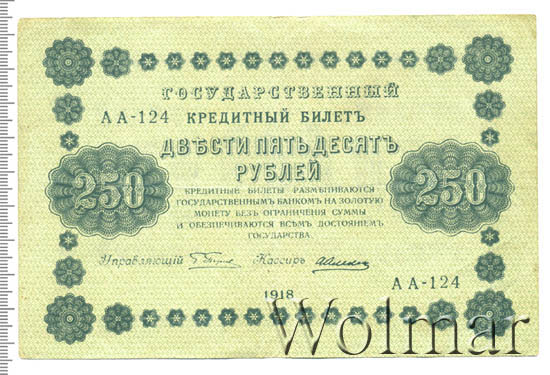 ГОСУДАРСТВЕННЫЙ
АА-124 КРЕДИТНЫЙ БИЛЕТЪ
ДВѢСТИ ПЯТЬДЕСЯТЪ
РУБЛЕЙ
250 250
КРЕДИТНЫЕ БИЛЕТЫ РАЗМѢНИВАЮТСЯ
ГОСУДАРСТВЕННЫМЪ БАНКОМЪ НА ЗОЛОТУЮ
МОНЕТУ БЕЗЪ ОГРАНИЧЕНІЯ СУММЫ
И ОБЕЗПЕЧИВАЮТСЯ ВСѢМЪ ДОСТОЯНІЕМЪ
ГОСУДАРСТВА.
Управляющій Кассиръ
АА-124
1918
Wolmar